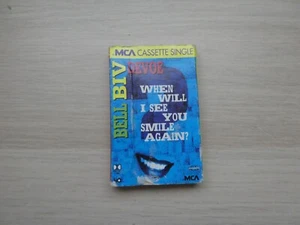 MCA CASSETTE SINGLE
BELL BIV
DEVOE
WHEN
WILL
I SEE
YOU
SMILE
AGAIN?
MCA